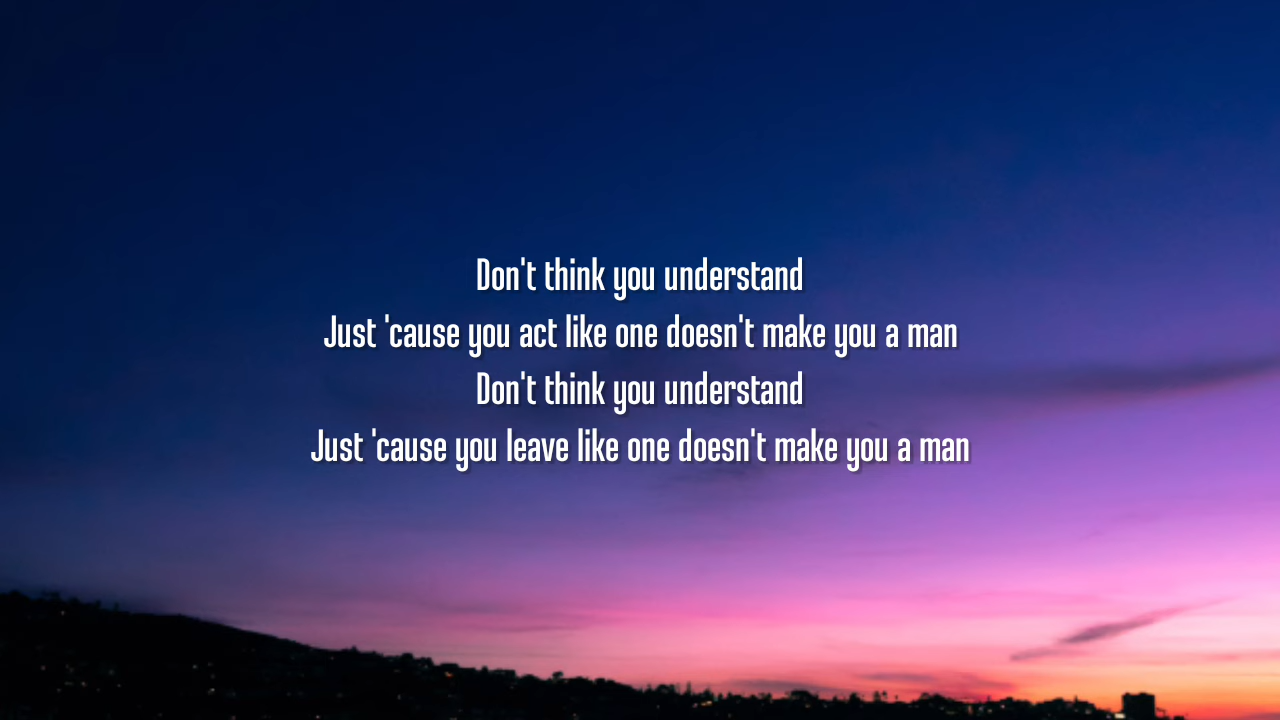 Don't think you understand
Just 'cause you act like one doesn't make you a man
Don't think you understand
Just 'cause you leave like one doesn't make you a man